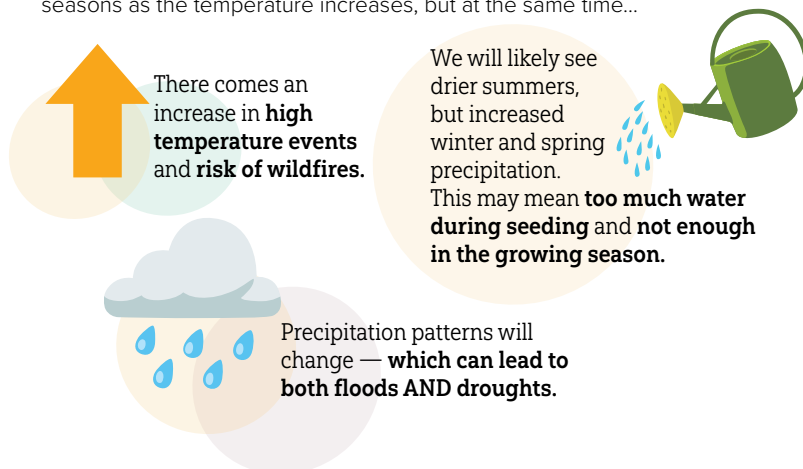 seasons as the temperature increases, but at the same time…
There comes an
increase in high
temperature events
and risk of wildfires.
We will likely see
drier summers,
but increased
winter and spring
precipitation.
This may mean too much water
during seeding and not enough
in the growing season.
Precipitation patterns will
change — which can lead to
both floods AND droughts.